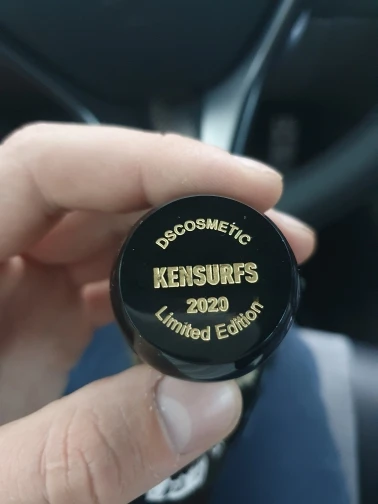 DSCOSMETIC
KENSURFS
2020
Limited Edition